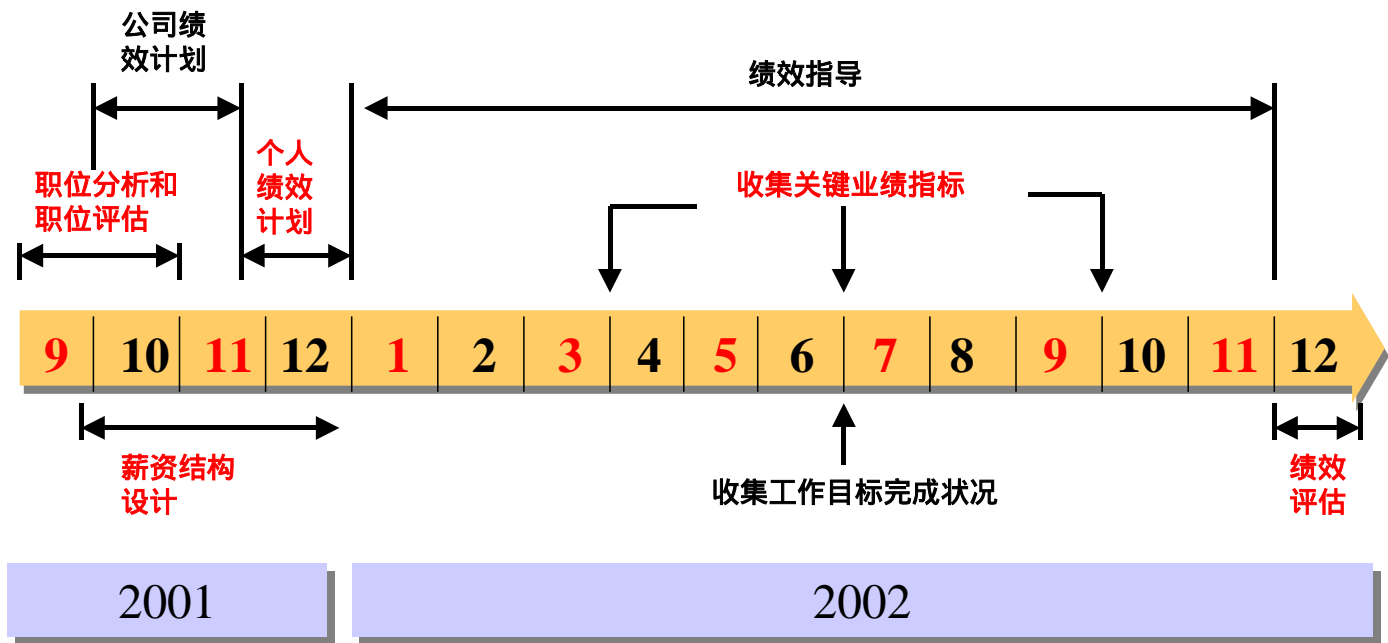 公司绩
效计划
绩效指导
个人
绩效
计划
职位分析和
职位评估
收集关键业绩指标
9 10 11 12 1 2 3 4 5 6 7 8 9 10 11 12
薪资结构
设计
收集工作目标完成状况
绩效
评估
2001 2002